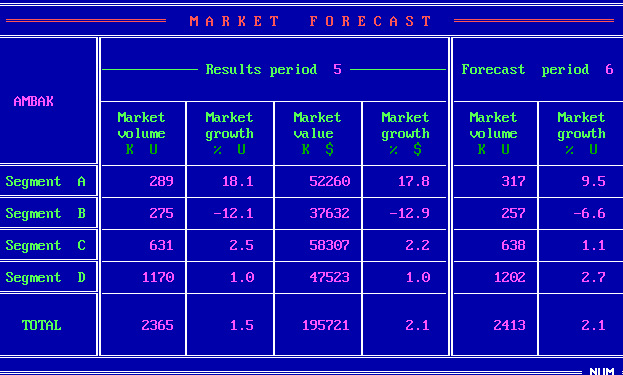 MARKET FORECAST
Results period 5 Forecast period 6
AMBAK
Market Market Market Market Market Market
volume growth value growth volume growth
K U % U K $ % $ K U % U
Segment A 289 18.1 52260 17.8 317 9.5
Segment B 275 -12.1 37632 -12.9 257 -6.6
Segment C 631 2.5 58307 2.2 638 1.1
Segment D 1170 1.0 47523 1.0 1202 2.7
TOTAL 2365 1.5 195721 2.1 2413 2.1
NUM